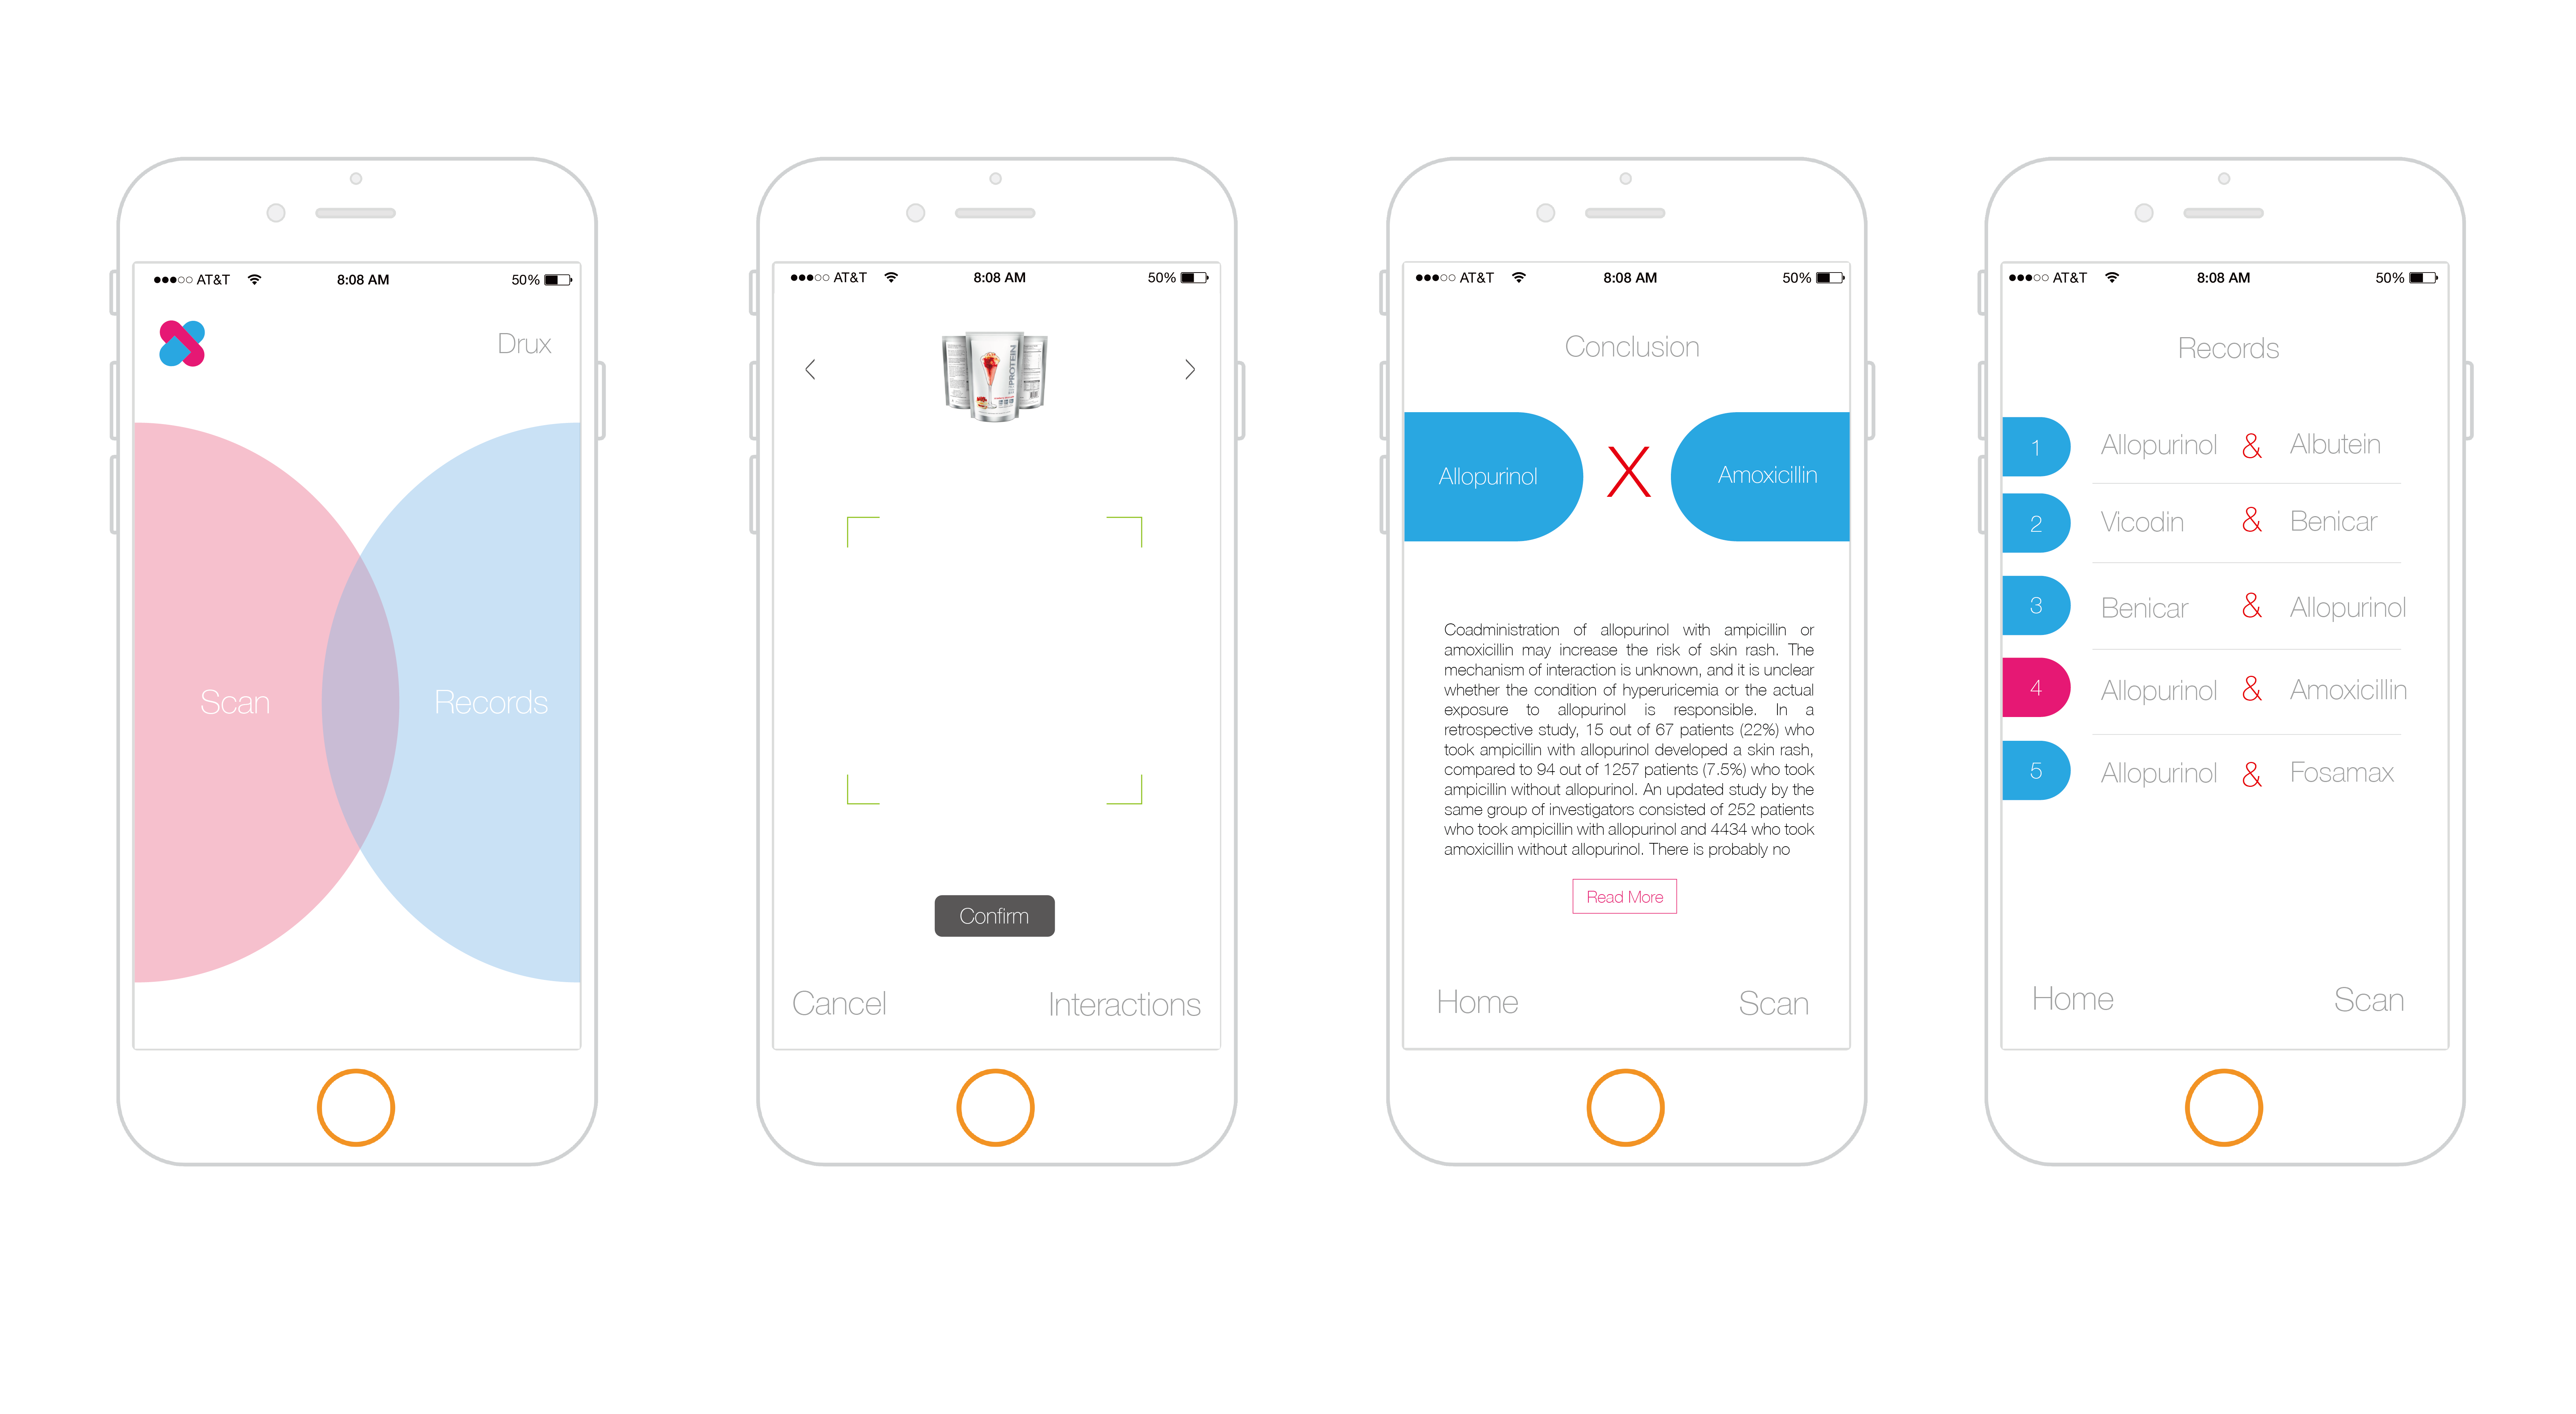 AT&T 8:08 AM 50%
Drux
Scan Records
AT&T 8:08 AM 50%
PROTEIN
Confirm
Cancel Interactions
AT&T 8:08 AM 50%
Conclusion
Allopurinol X Amoxicillin
Coadministration of allopurinol with ampicillin or
amoxicillin may increase the risk of skin rash. The
mechanism of interaction is unknown, and it is unclear
whether the condition of hyperuricemia or the actual
exposure to allopurinol is responsible. In a
retrospective study, 15 out of 67 patients (22%) who
took ampicillin with allopurinol developed a skin rash,
compared to 94 out of 1257 patients (7.5%) who took
ampicillin without allopurinol. An updated study by the
same group of investigators consisted of 252 patients
who took ampicillin with allopurinol and 4434 who took
amoxicillin without allopurinol. There is probably no
Read More
Home Scan
AT&T 8:08 AM 50%
Records
1 Allopurinol & Albutein
2 Vicodin & Benicar
3 Benicar & Allopurinol
4 Allopurinol & Amoxicillin
5 Allopurinol & Fosamax
Home Scan